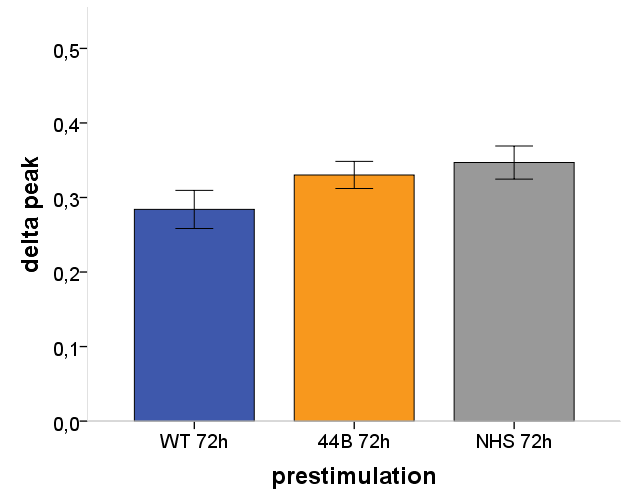 0,5
0,4
0,3
0,2
0,1
0,0
delta peak
WT 72h 44B 72h NHS 72h
prestimulation